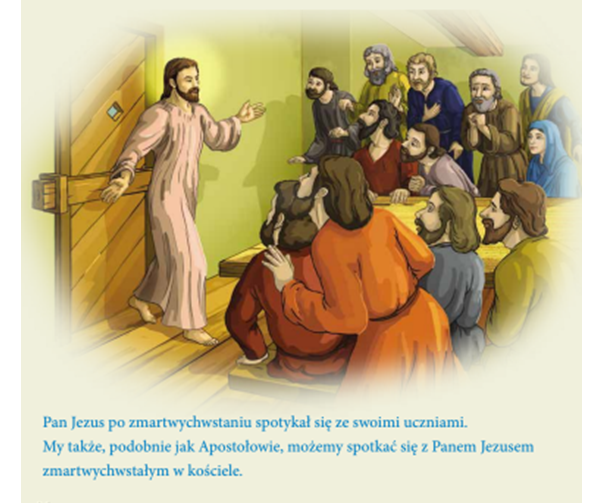 Pan Jezus po zmartwychwstaniu spotykał się ze swoimi uczniami.
My także, podobnie jak Apostołowie, możemy spotkać się z Panem Jezusem
zmartwychwstałym w kościele.